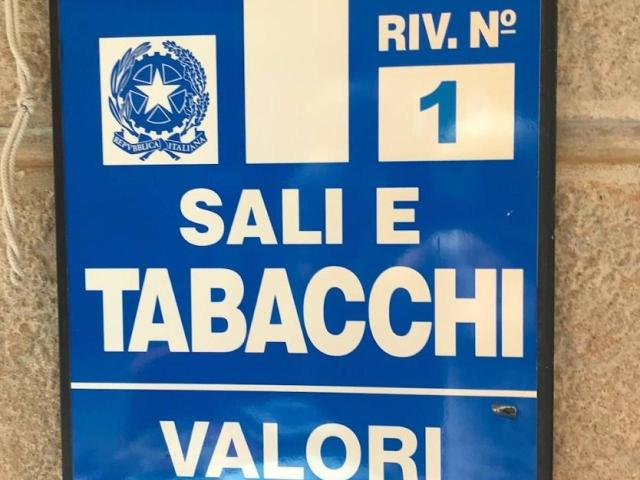 RIV. Nº
1
REPVBBLICA ITALIANA
SALI E
TABACCHI
VALORI